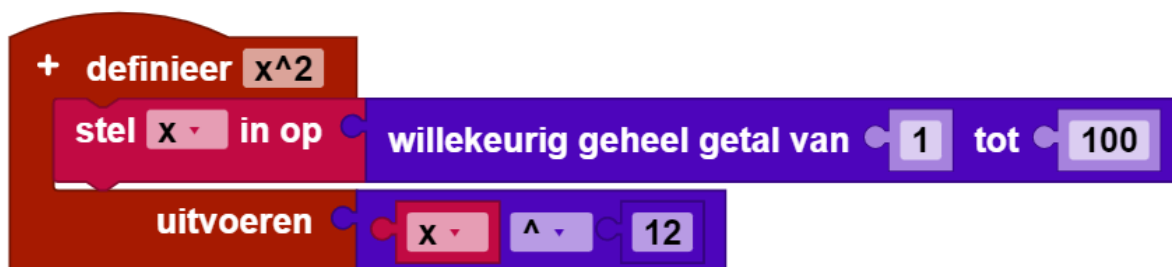 + definieer x^2
stel x in op willekeurig geheel getal van 1 tot 100
uitvoeren x ^ 12